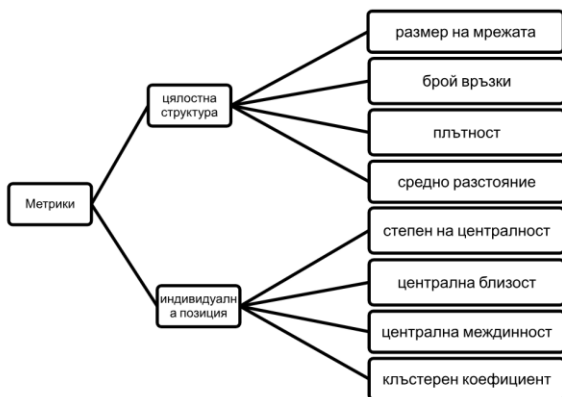 Метрики
цялостна
структура
размер на мрежата
брой връзки
плътност
средно разстояние
индивидуалн
а позиция
степен на централност
централна близост
централна междинност
клъстерен коефициент